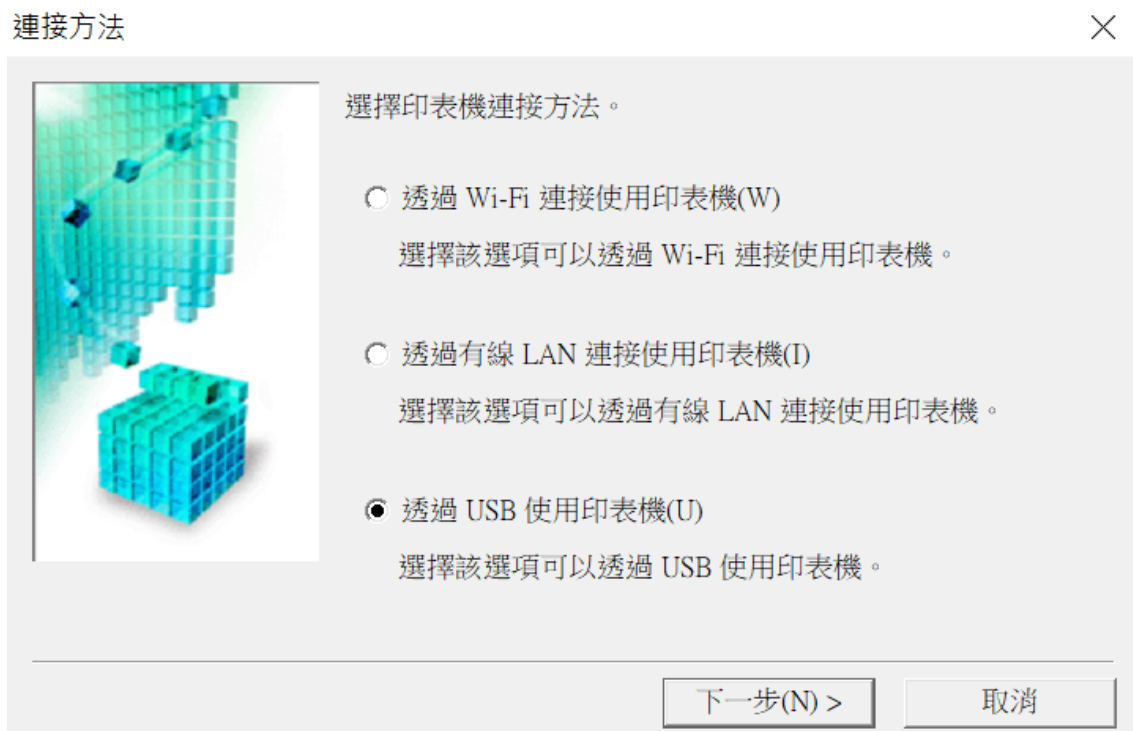 連接方法
選擇印表機連接方法。
透過 Wi-Fi 連接使用印表機(W)
選擇該選項可以透過 Wi-Fi 連接使用印表機。
透過有線 LAN 連接使用印表機(I)
選擇該選項可以透過有線 LAN 連接使用印表機。
透過 USB 使用印表機(U)
選擇該選項可以透過 USB 使用印表機。
下一步(N) >
取消